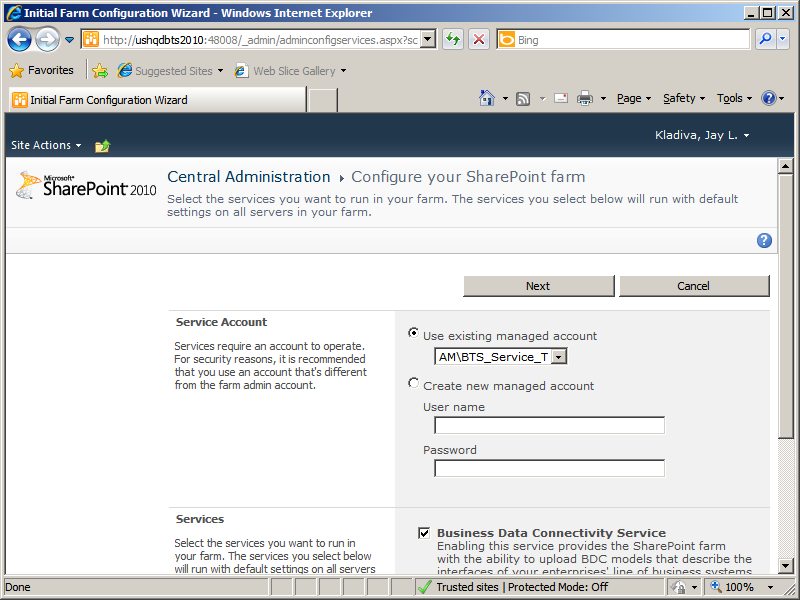 Initial Farm Configuration Wizard - Windows Internet Explorer
http://ushqdbts2010:48008/_admin/adminconfigservices.aspx?sc
Bing
Favorites
Suggested Sites
Web Slice Gallery
Initial Farm Configuration Wizard
Page
Safety
Tools
Kladiva, Jay L.
Site Actions
Microsoft
SharePoint 2010
Central Administration
Configure your SharePoint farm
Select the services you want to run in your farm. The services you select below will run with default
settings on all servers in your farm.
Next
Cancel
Service Account
Services require an account to operate.
For security reasons, it is recommended
that you use an account that's different
from the farm admin account.
Use existing managed account
AM\BTS_Service_T
Create new managed account
User name
Password
Services
Select the services you want to run in
your farm. The services you select below
will run with default settings on all servers
Business Data Connectivity Service
Enabling this service provides the SharePoint farm
with the ability to upload BDC models that describe the
interfaces of your enterprises' line of business systems
Done
Trusted sites | Protected Mode: Off
100%